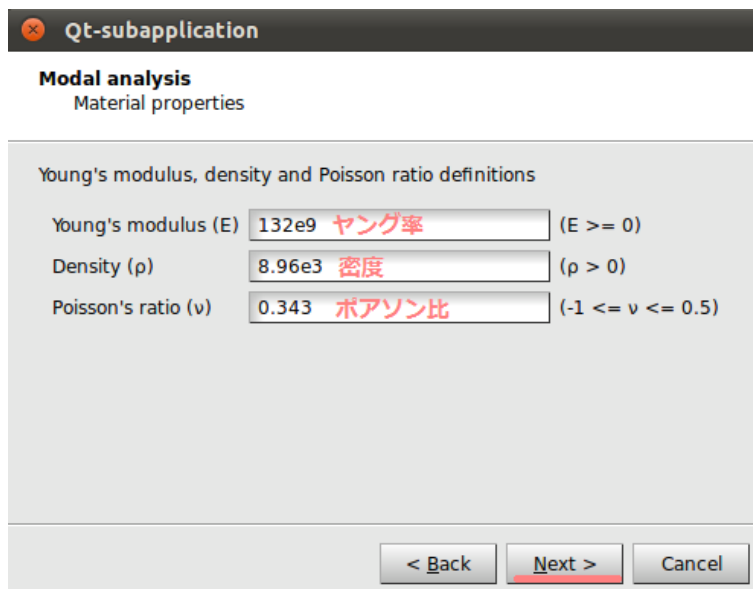 Qt-subapplication
Modal analysis
Material properties
Young's modulus, density and Poisson ratio definitions
Young's modulus (E) 132e9 ヤング率 (E >= 0)
Density (ρ) 8.96e3 密度 (ρ > 0)
Poisson's ratio (ν) 0.343 ポアソン比 (-1 <= ν <= 0.5)
< Back Next > Cancel